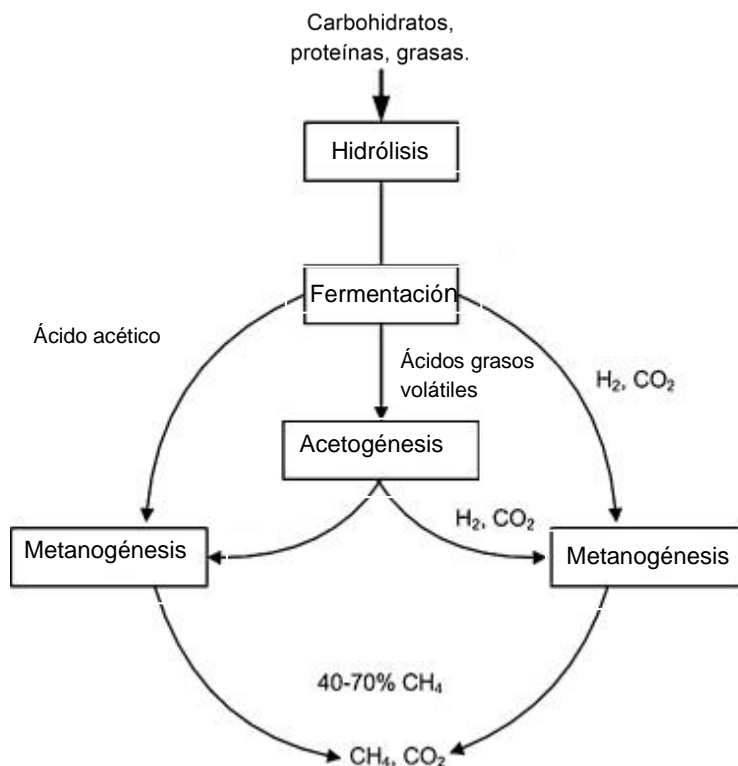 Carbohidratos,
proteínas, grasas.
Hidrólisis
Fermentación
Ácido acético
Ácidos grasos
volátiles
H₂, CO₂
Acetogénesis
H₂, CO₂
Metanogénesis
Metanogénesis
40-70% CH₄
CH₄, CO₂